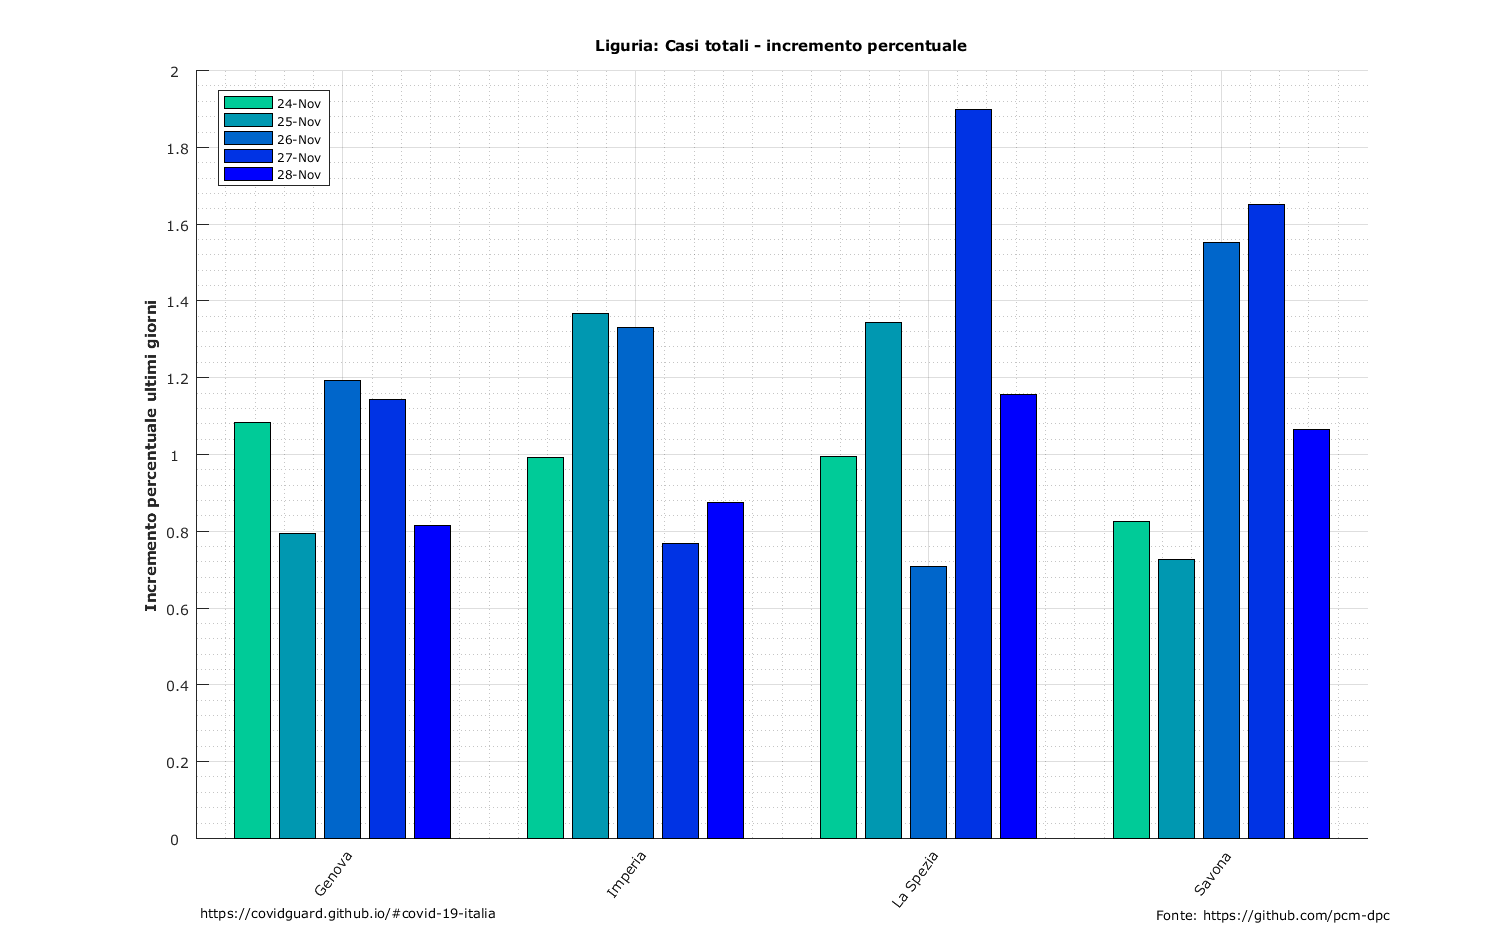 Liguria: Casi totali - incremento percentuale
2
1.8
1.6
1.4
1.2
1
0.8
0.6
0.4
0.2
0
Incremento percentuale ultimi giorni
24-Nov
25-Nov
26-Nov
27-Nov
28-Nov
Genova
Imperia
La Spezia
Savona
https://covidguard.github.io/#covid-19-italia
Fonte: https://github.com/pcm-dpc